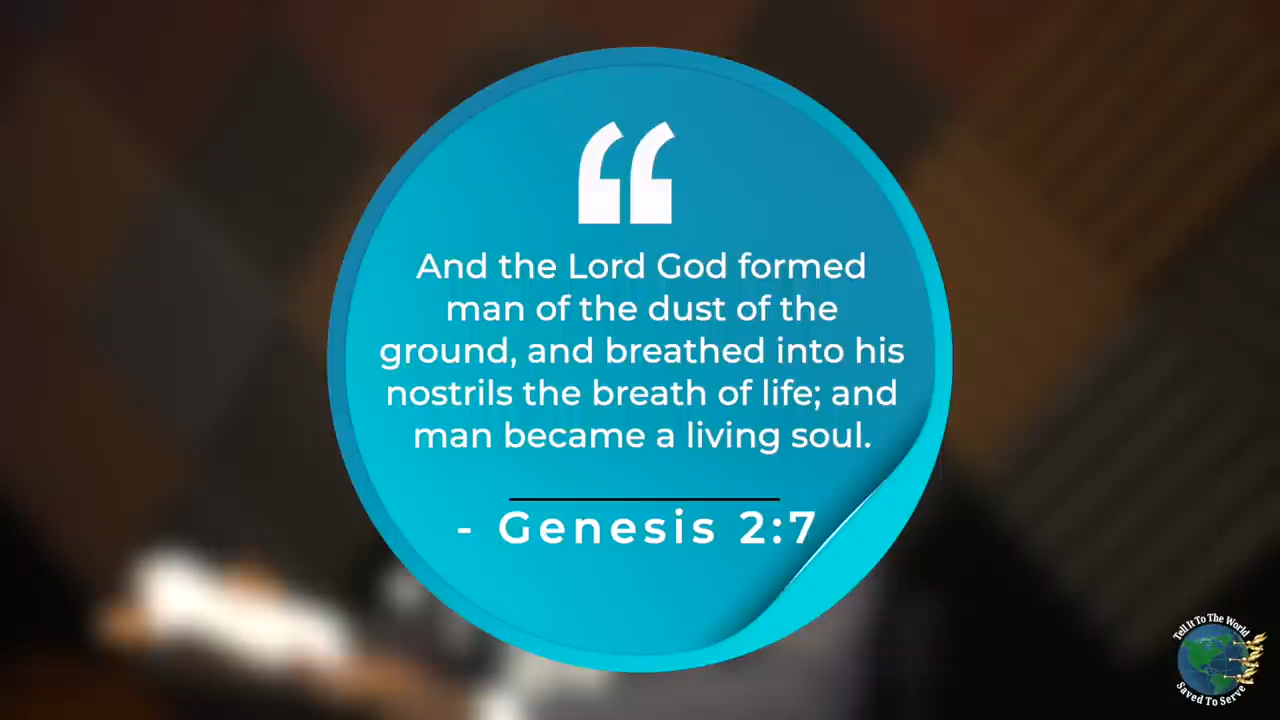 “
And the Lord God formed
man of the dust of the
ground, and breathed into his
nostrils the breath of life; and
man became a living soul.
- Genesis 2:7
Tell It To The World
Saved To Serve